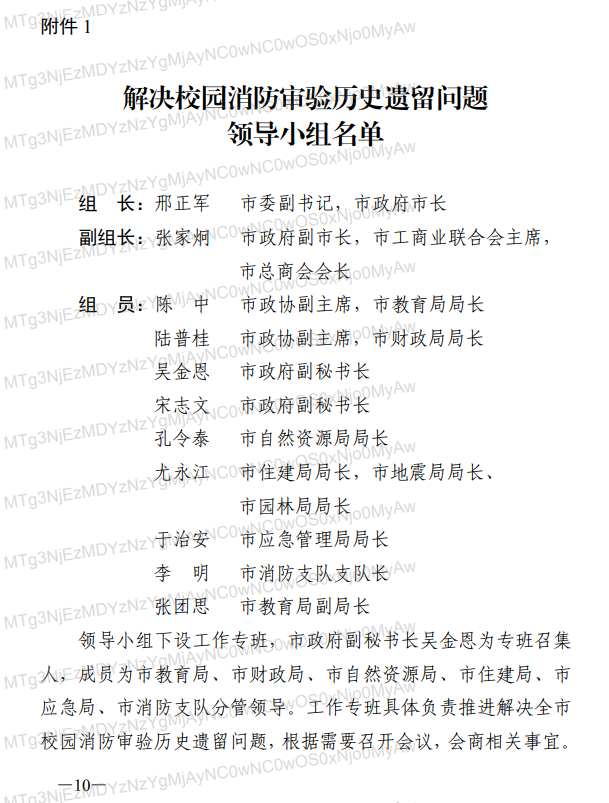 附件 1
解决校园消防审验历史遗留问题
领导小组名单
组 长：邢正军 市委副书记，市政府市长
副组长：张家炯 市政府副市长，市工商业联合会主席，
市总商会会长
组 员：陈 中 市政协副主席，市教育局局长
陆普桂 市政协副主席，市财政局局长
吴金恩 市政府副秘书长
宋志文 市政府副秘书长
孔令泰 市自然资源局局长
尤永江 市住建局局长，市地震局局长、
市园林局局长
于治安 市应急管理局局长
李 明 市消防支队支队长
张团思 市教育局副局长
领导小组下设工作专班，市政府副秘书长吴金恩为专班召集
人，成员为市教育局、市财政局、市自然资源局、市住建局、市
应急局、市消防支队分管领导。工作专班具体负责推进解决全市
校园消防审验历史遗留问题，根据需要召开会议，会商相关事宜。
—10—